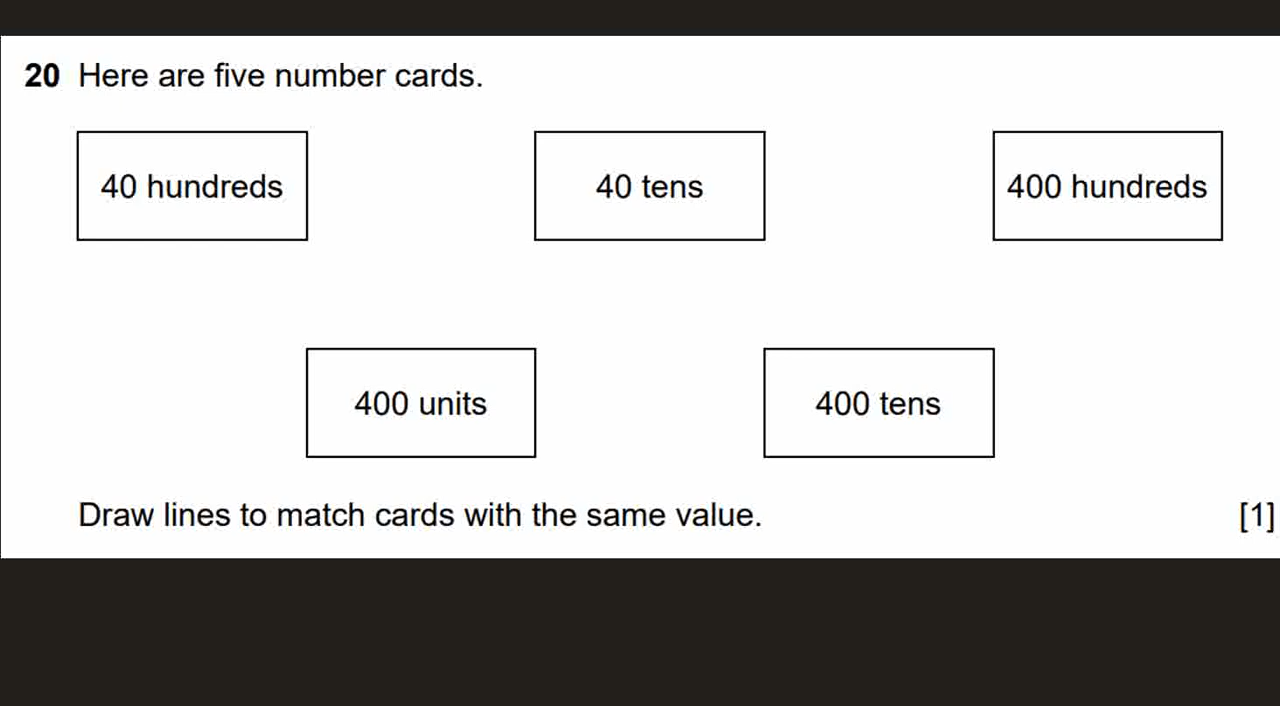 20 Here are five number cards.
40 hundreds
40 tens
400 hundreds
400 units
400 tens
Draw lines to match cards with the same value. [1]